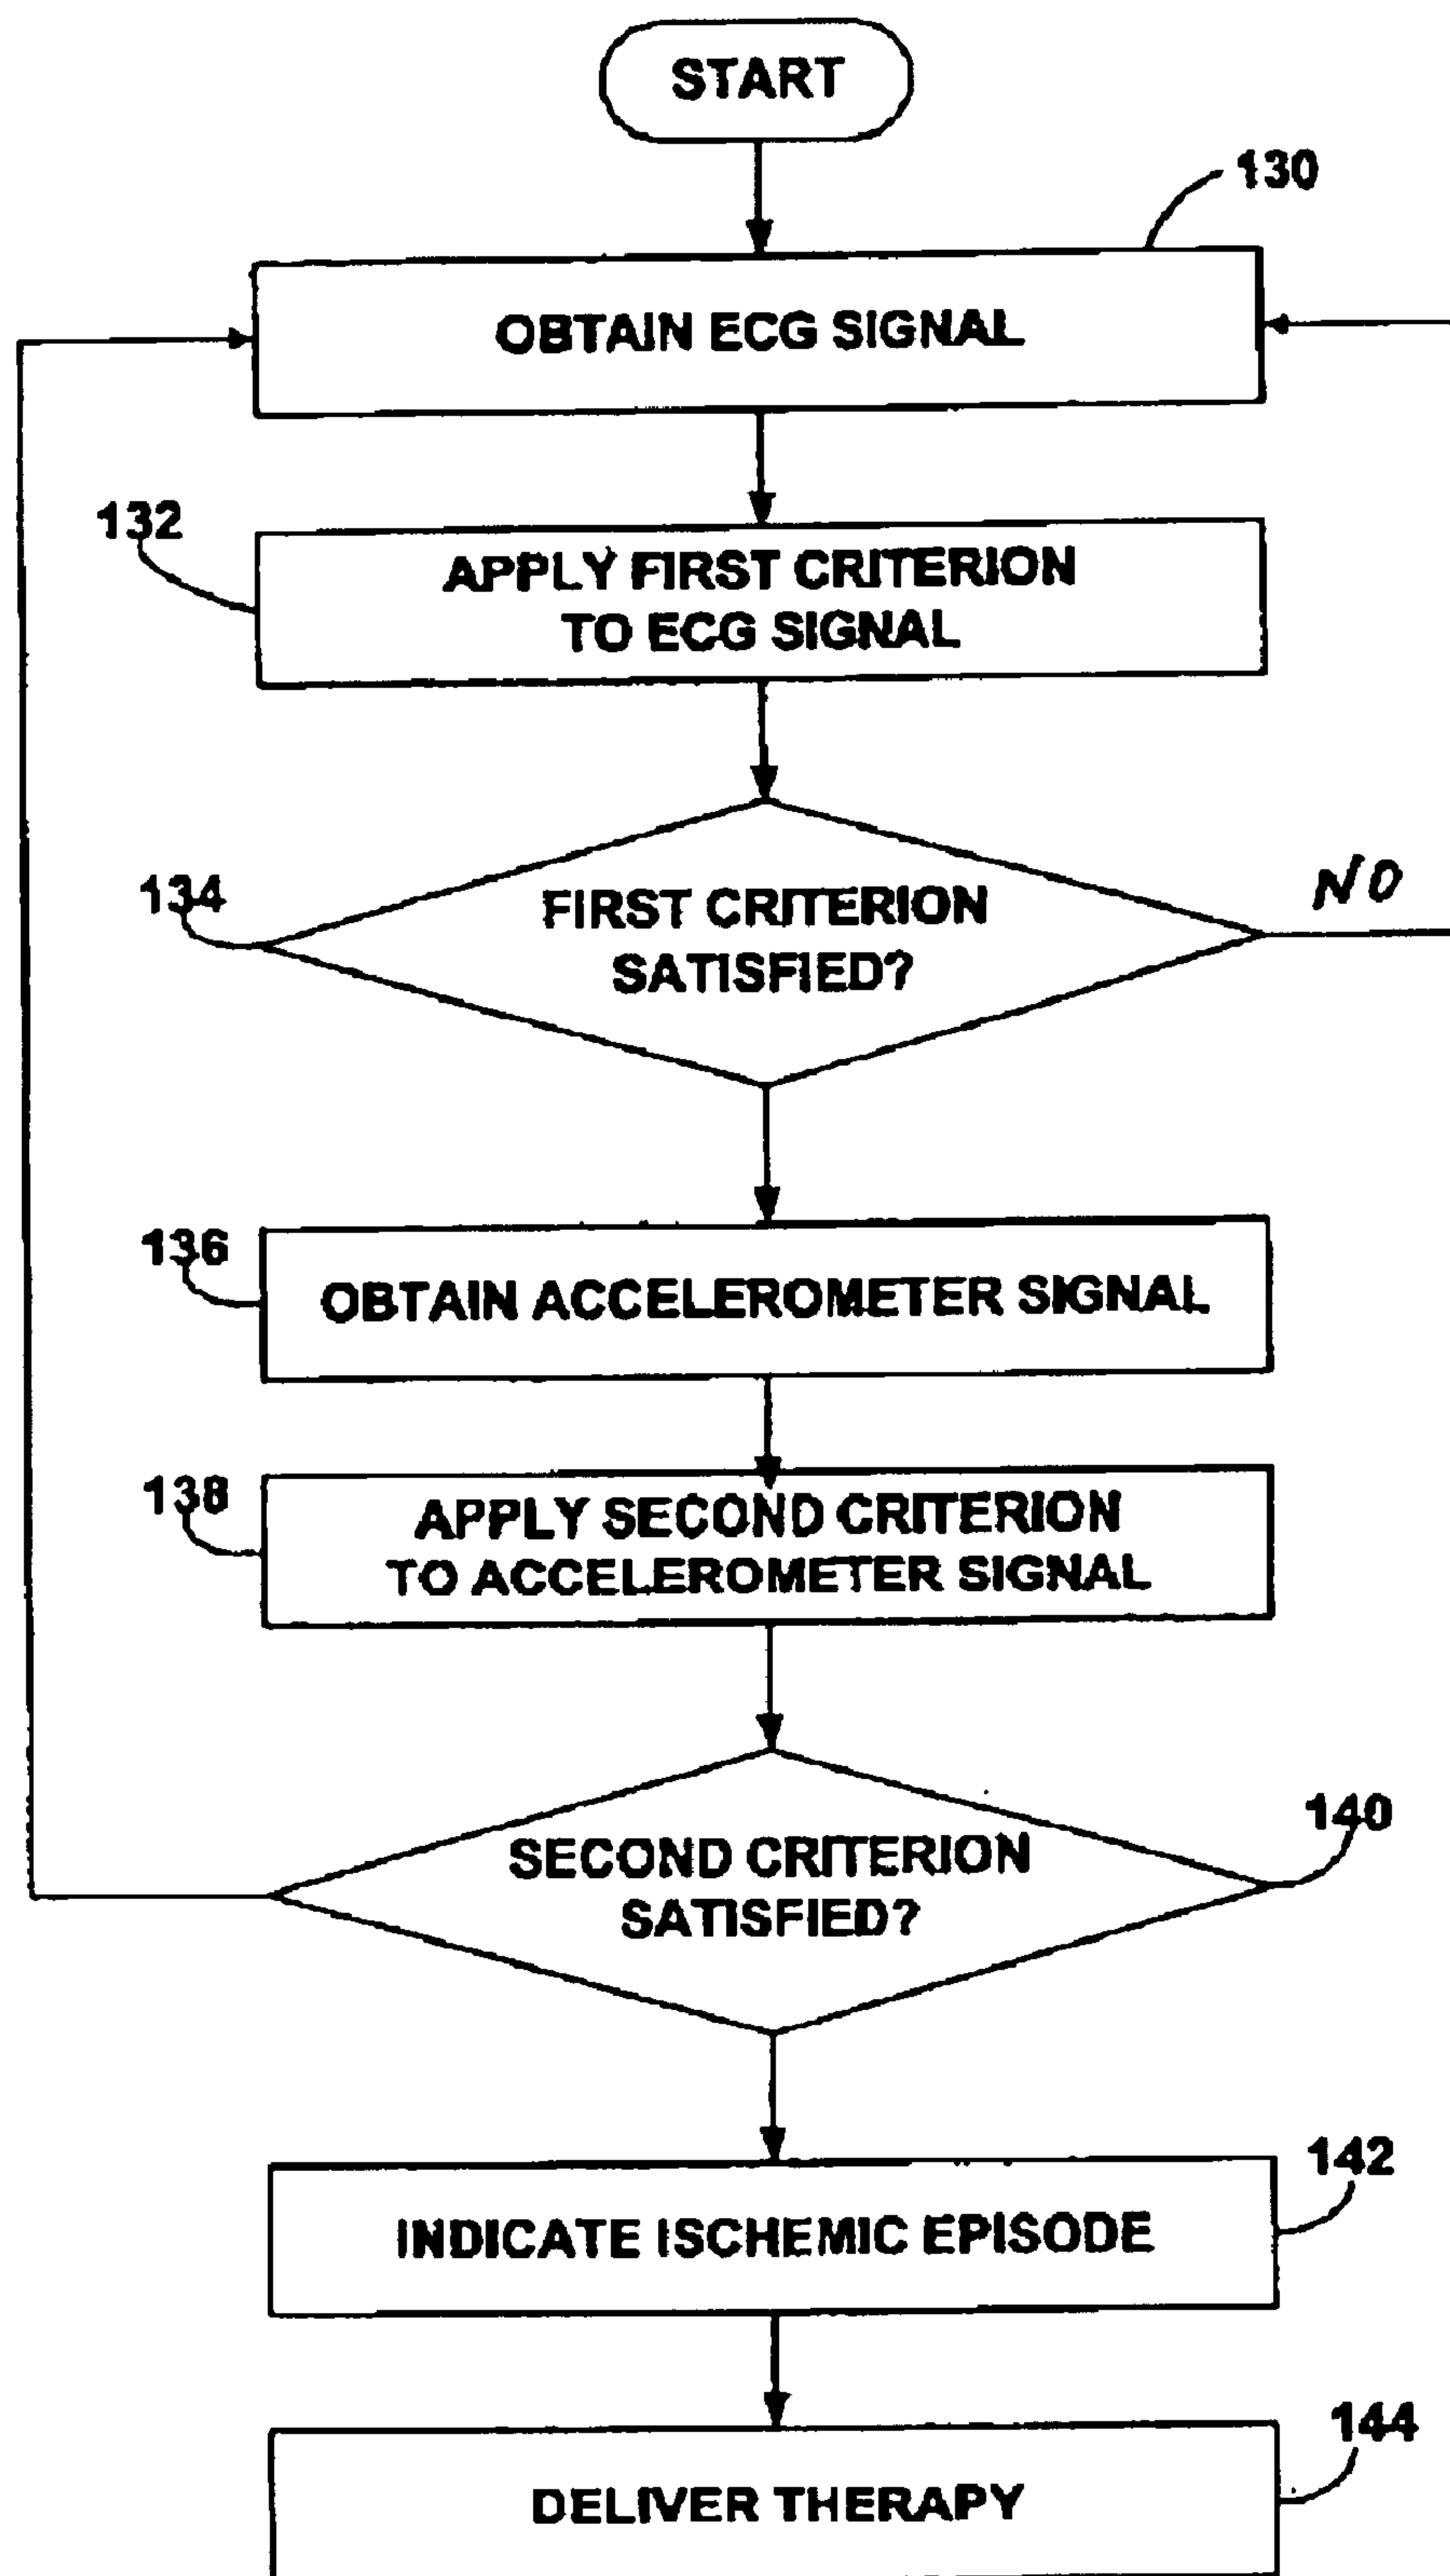 START
130
OBTAIN ECG SIGNAL
132
APPLY FIRST CRITERION
TO ECG SIGNAL
134
FIRST CRITERION
SATISFIED?
NO
136
OBTAIN ACCELEROMETER SIGNAL
138
APPLY SECOND CRITERION
TO ACCELEROMETER SIGNAL
140
SECOND CRITERION
SATISFIED?
142
INDICATE ISCHEMIC EPISODE
144
DELIVER THERAPY